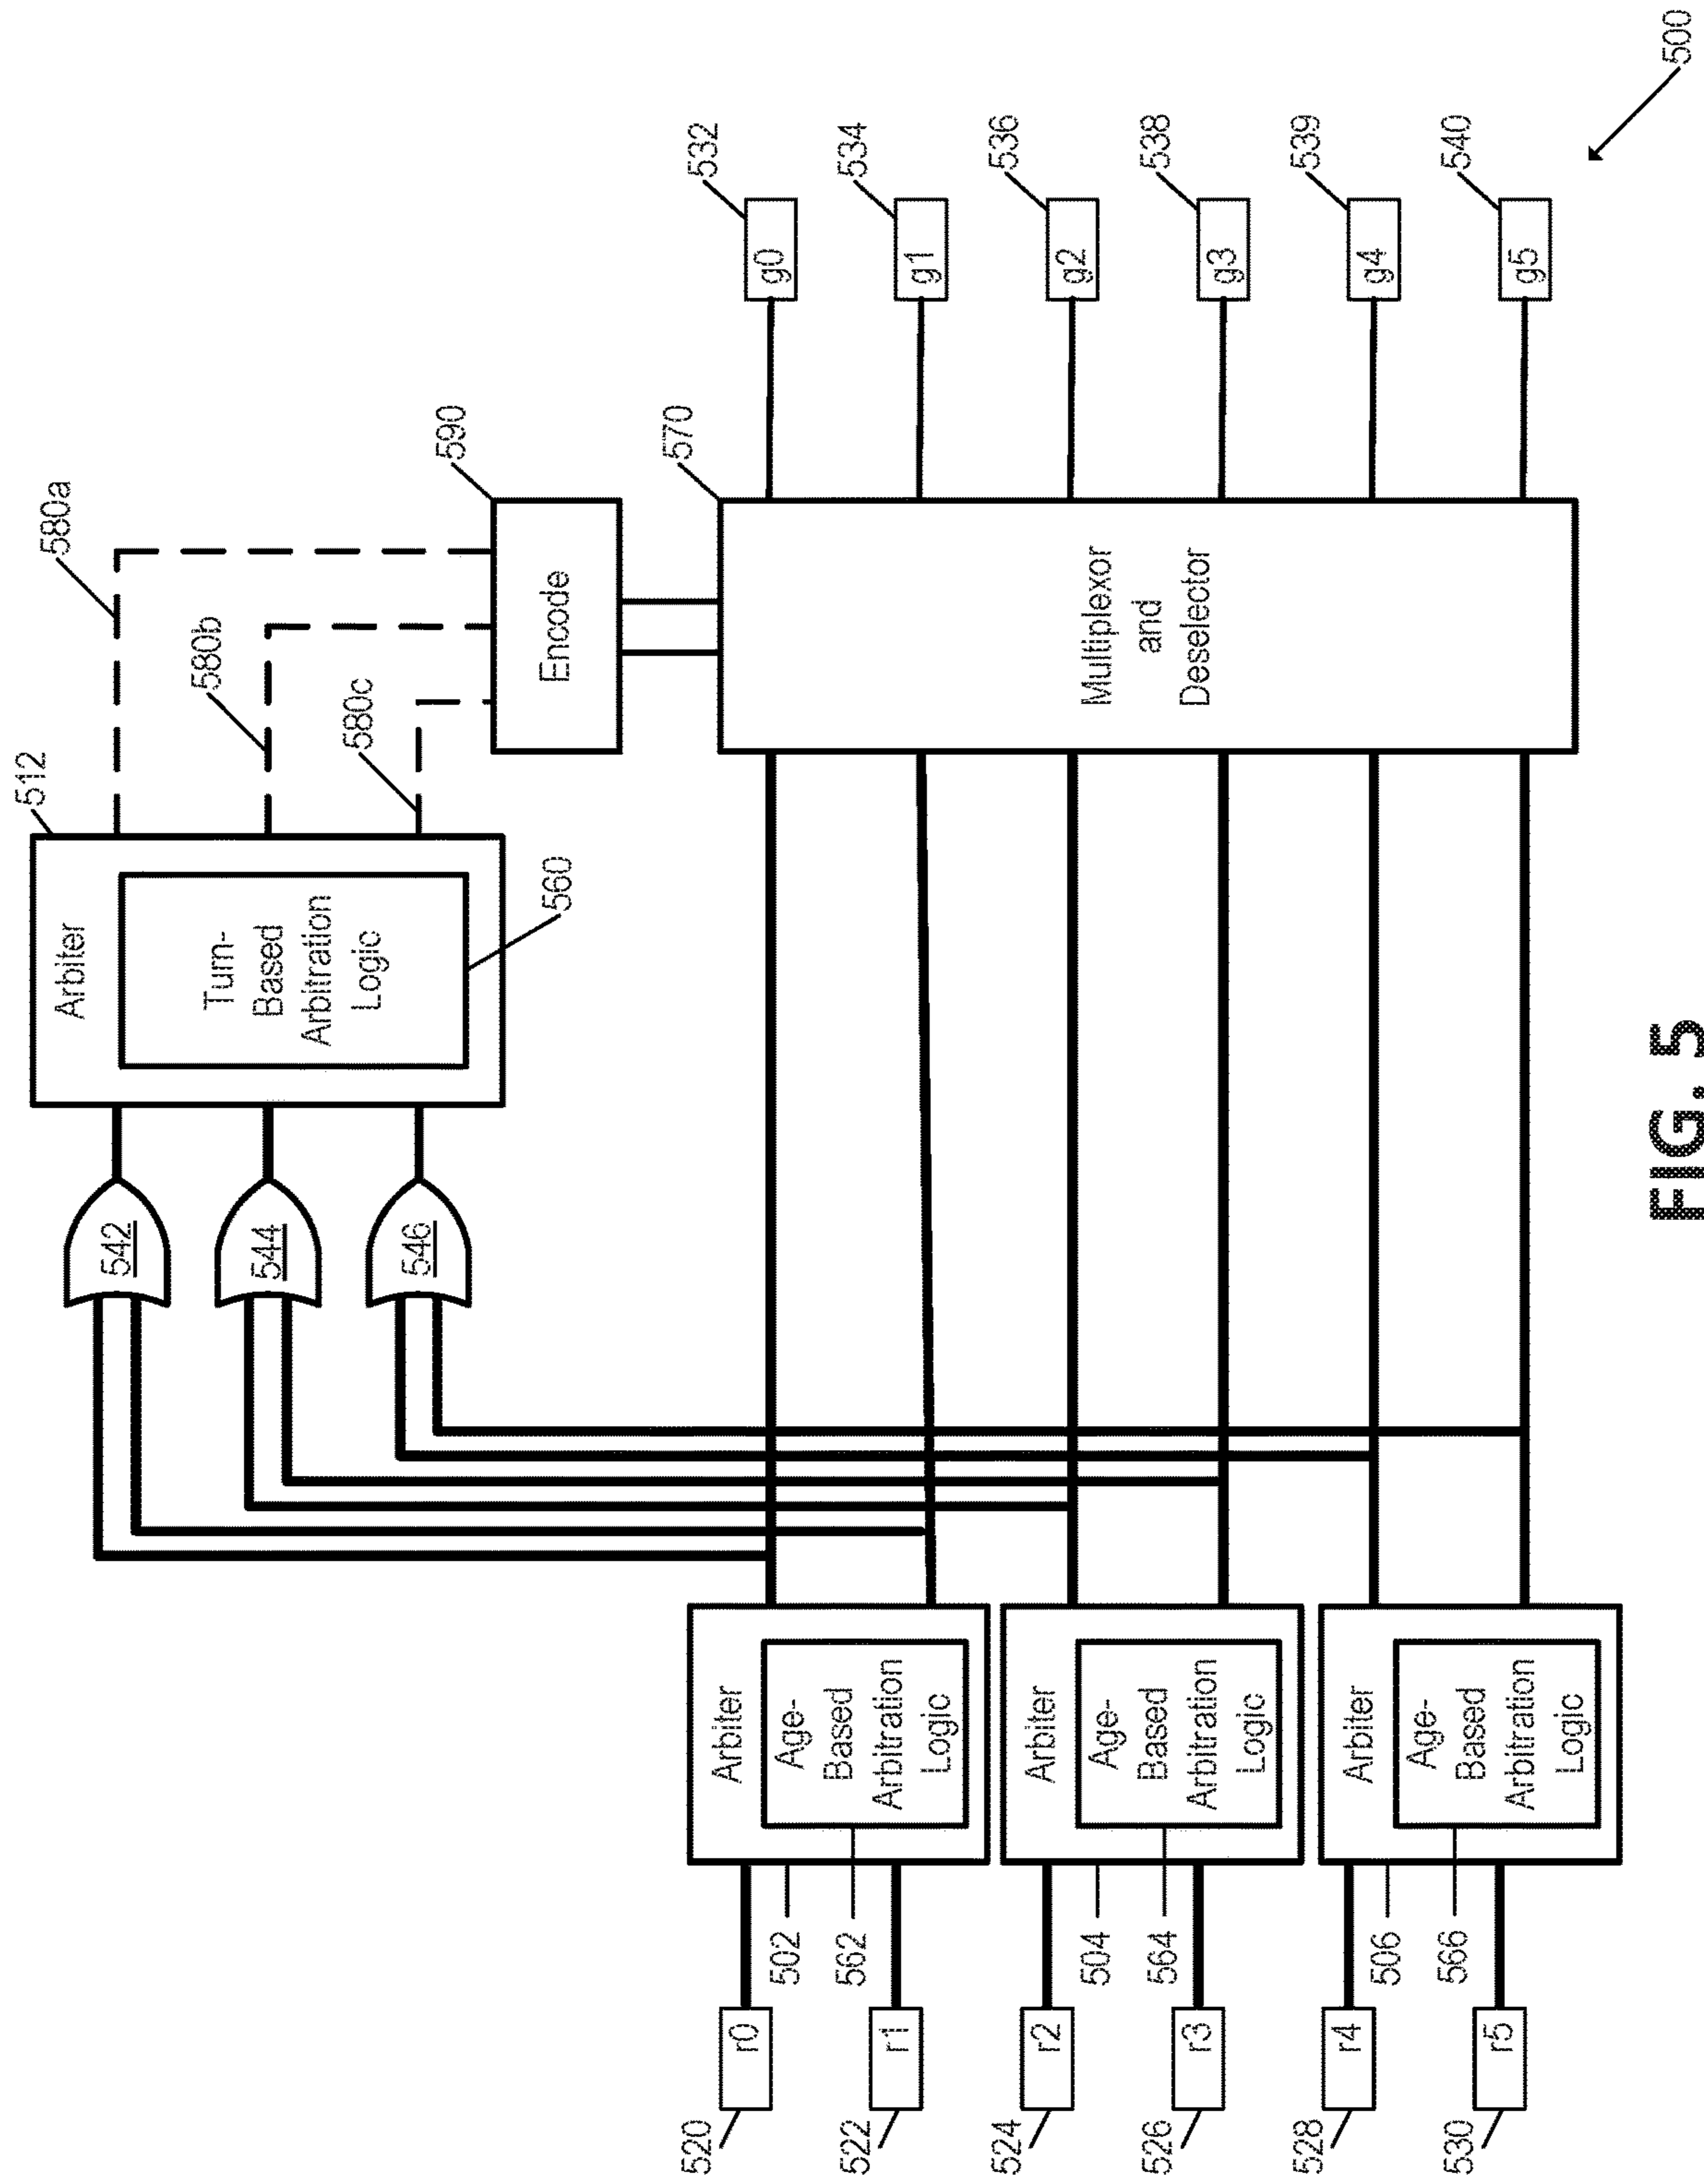 512
Arbiter
Turn-
Based
Arbitration
Logic
560
542
544
546
580a
580b
580c
590
Encode
570
Multiplexor
and
Deselector
520
r0
522
r1
524
r2
526
r3
528
r4
530
r5
502
562
504
564
506
566
Arbiter
Age-
Based
Arbitration
Logic
Arbiter
Age-
Based
Arbitration
Logic
Arbiter
Age-
Based
Arbitration
Logic
g0
532
g1
534
g2
536
g3
538
g4
539
g5
540
500
FIG. 5